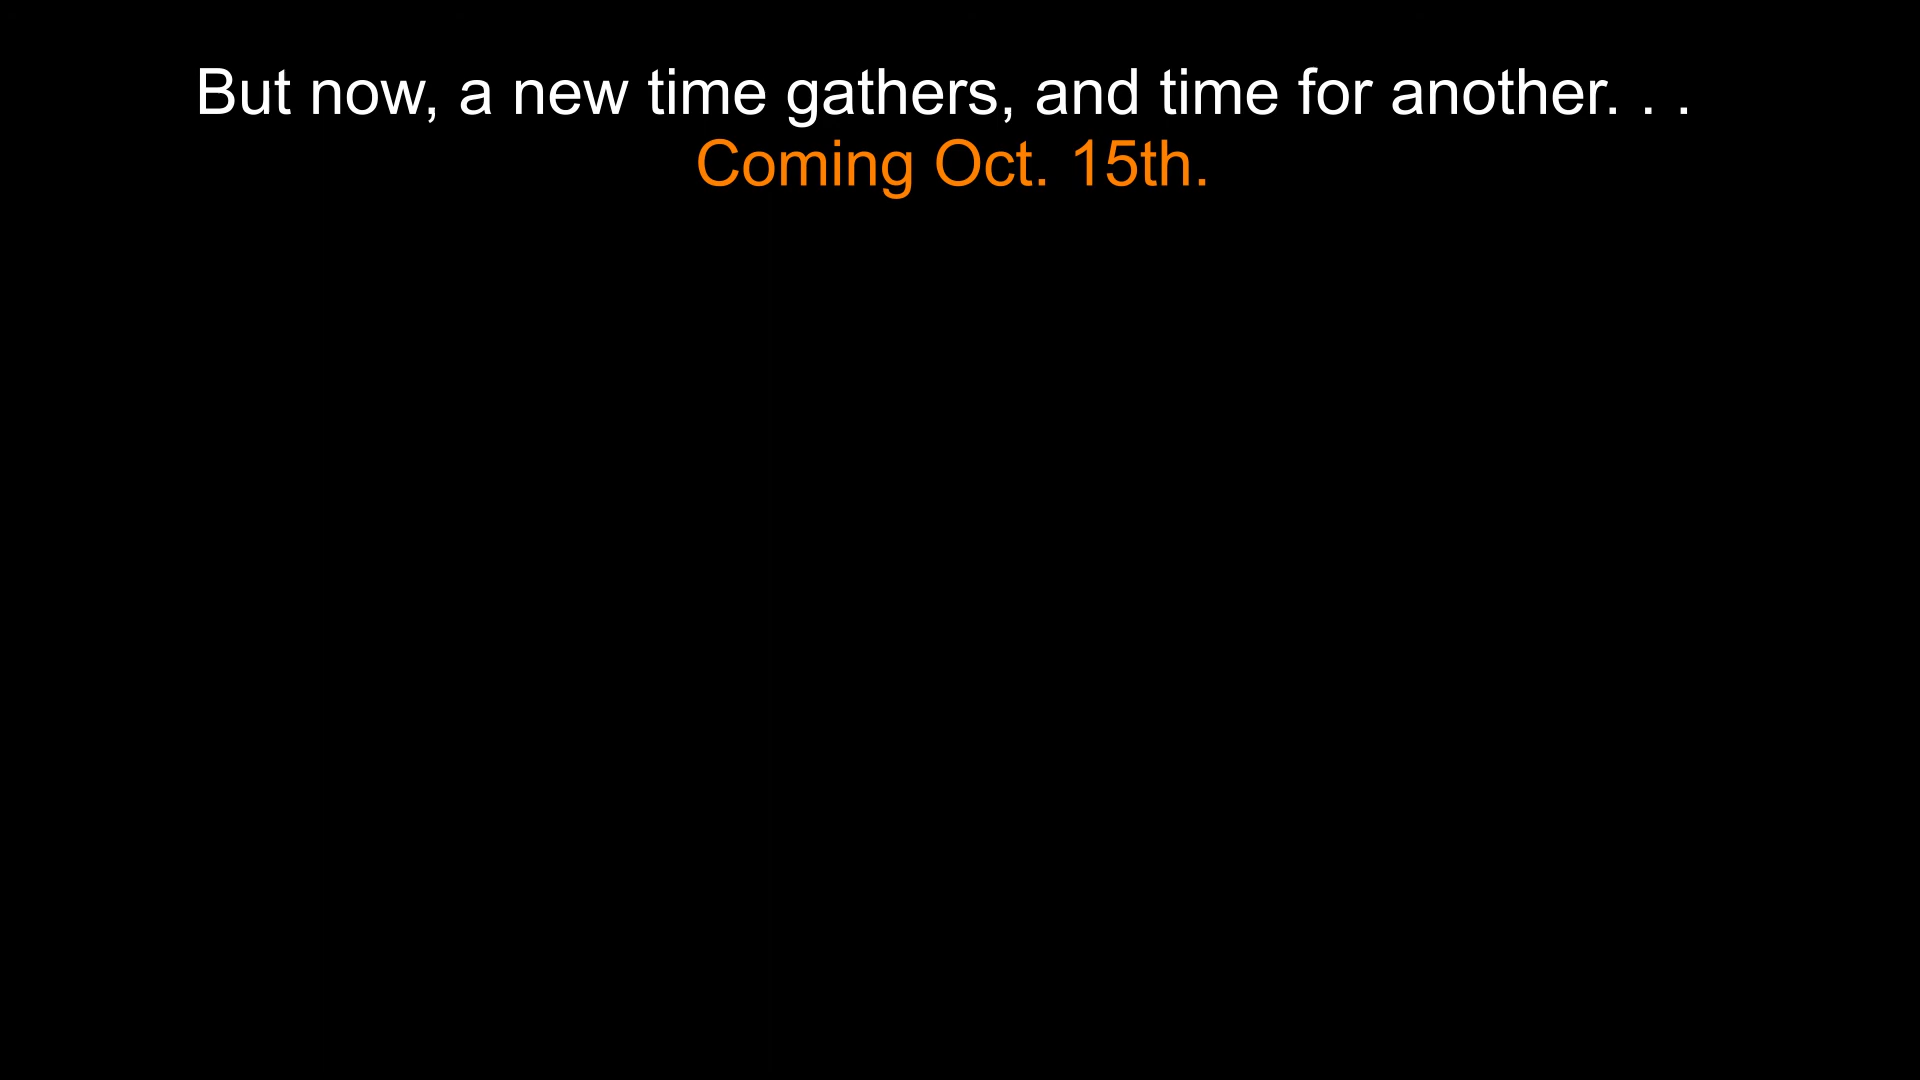 But now, a new time gathers, and time for another. . .
Coming Oct. 15th.